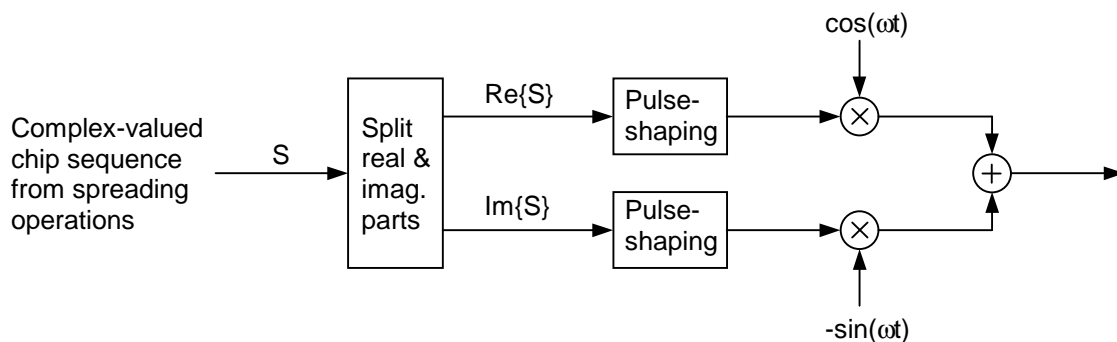 cos(ωt)
Complex-valued
chip sequence
from spreading
operations
S
Split
real &
imag.
parts
Re{S}
Im{S}
Pulse-
shaping
Pulse-
shaping
-sin(ωt)